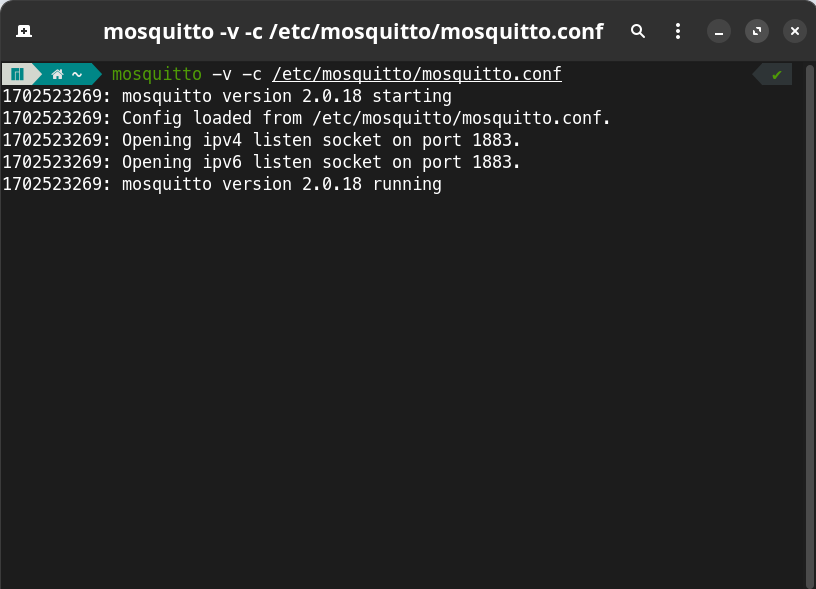 mosquitto -v -c /etc/mosquitto/mosquitto.conf
~ mosquitto -v -c /etc/mosquitto/mosquitto.conf ✔
1702523269: mosquitto version 2.0.18 starting
1702523269: Config loaded from /etc/mosquitto/mosquitto.conf.
1702523269: Opening ipv4 listen socket on port 1883.
1702523269: Opening ipv6 listen socket on port 1883.
1702523269: mosquitto version 2.0.18 running